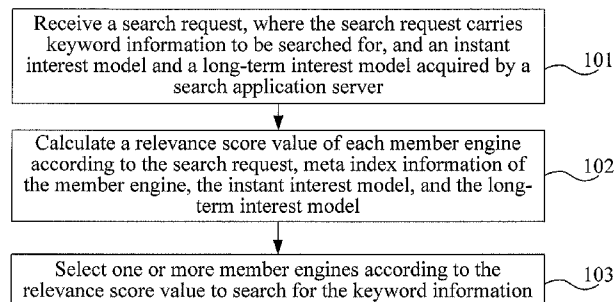 Receive a search request, where the search request carries
keyword information to be searched for, and an instant
interest model and a long-term interest model acquired by a
search application server
101
Calculate a relevance score value of each member engine
according to the search request, meta index information of
the member engine, the instant interest model, and the long-
term interest model
102
Select one or more member engines according to the
relevance score value to search for the keyword information
103